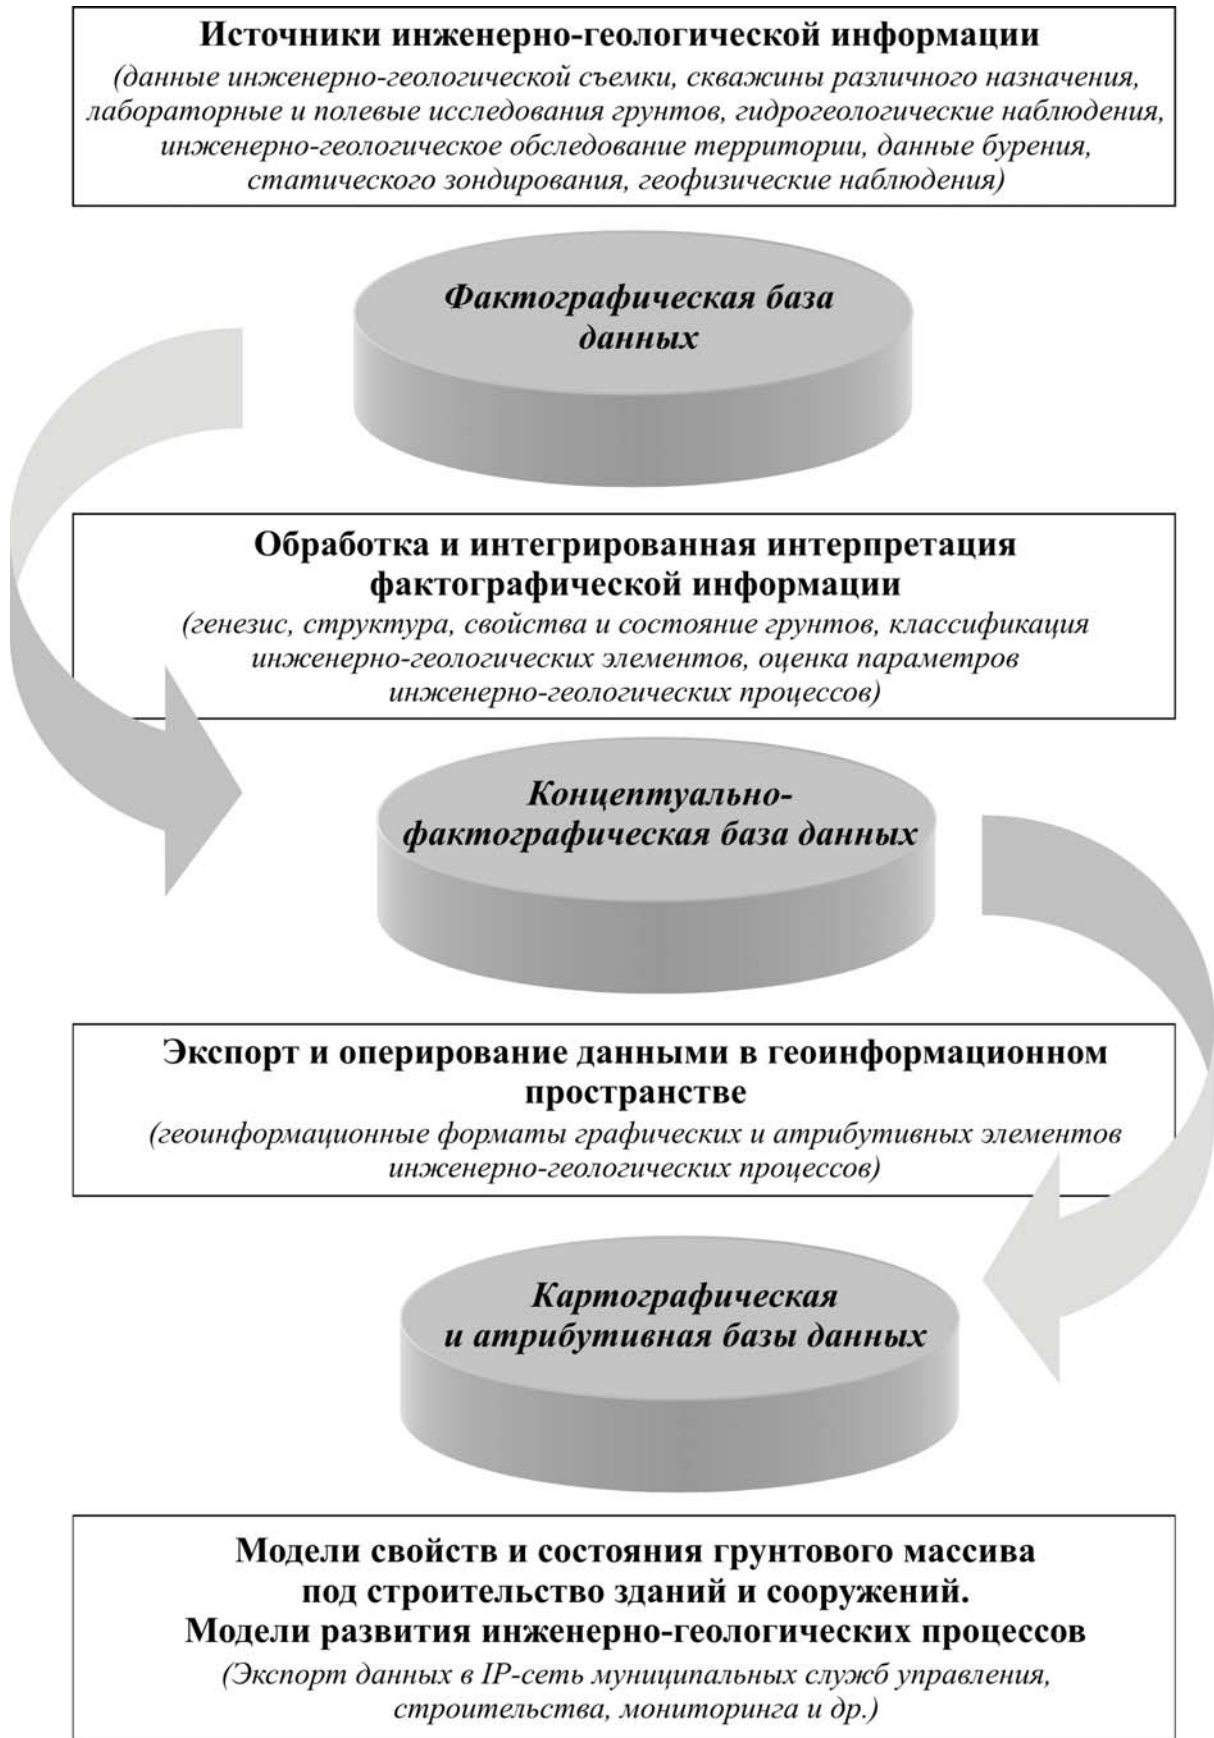 Источники инженерно-геологической информации
(данные инженерно-геологической съемки, скважины различного назначения,
лабораторные и полевые исследования грунтов, гидрогеологические наблюдения,
инженерно-геологическое обследование территории, данные бурения,
статического зондирования, геофизические наблюдения)
Фактографическая база
данных
Обработка и интегрированная интерпретация
фактографической информации
(генезис, структура, свойства и состояние грунтов, классификация
инженерно-геологических элементов, оценка параметров
инженерно-геологических процессов)
Концептуально-
фактографическая база данных
Экспорт и оперирование данными в геоинформационном
пространстве
(геоинформационные форматы графических и атрибутивных элементов
инженерно-геологических процессов)
Картографическая
и атрибутивная базы данных
Модели свойств и состояния грунтового массива
под строительство зданий и сооружений.
Модели развития инженерно-геологических процессов
(Экспорт данных в IP-сеть муниципальных служб управления,
строительства, мониторинга и др.)